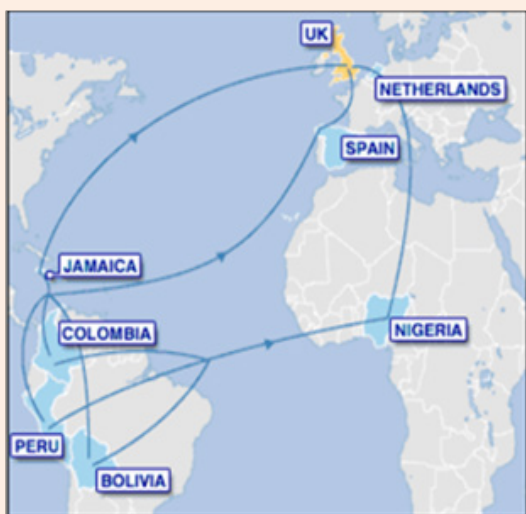 UK
NETHERLANDS
SPAIN
JAMAICA
COLOMBIA
NIGERIA
PERU
BOLIVIA